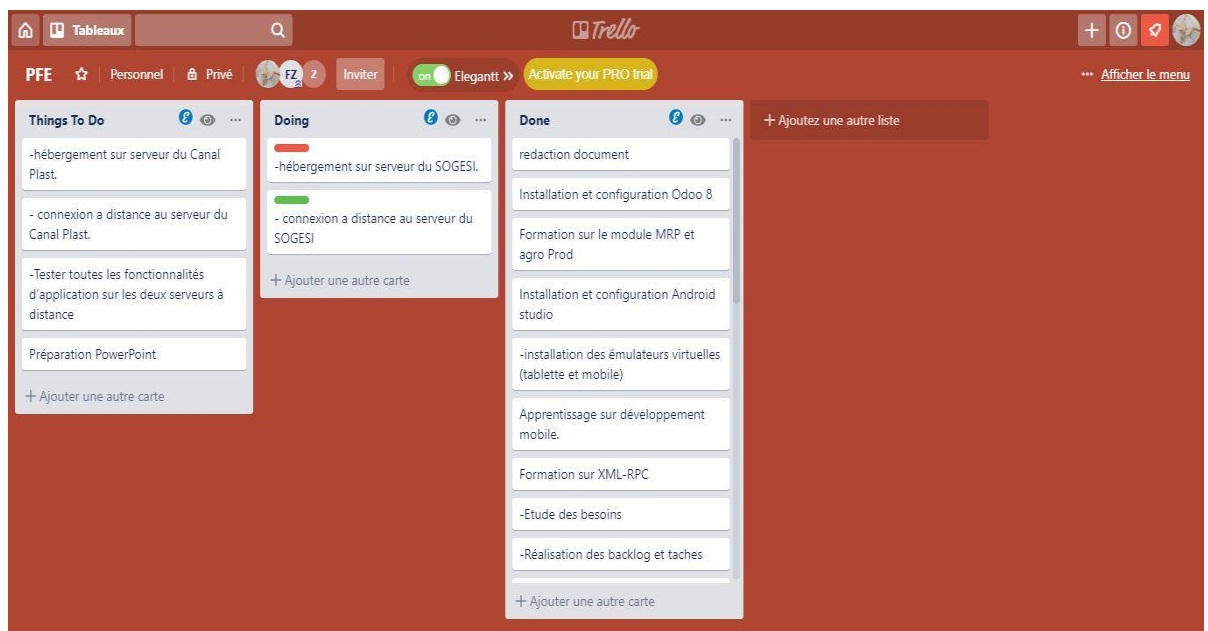 Tableaux
Trello
PFE
Personnel
Privé
FZ
2
Inviter
on
Elegantt »
Activate your PRO trial
Afficher le menu
Things To Do
-hébergement sur serveur du Canal
Plast.
- connexion a distance au serveur du
Canal Plast.
-Tester toutes les fonctionnalités
d'application sur les deux serveurs à
distance
Préparation PowerPoint
+ Ajouter une autre carte
Doing
-hébergement sur serveur du SOGESI.
- connexion a distance au serveur du
SOGESI
+ Ajouter une autre carte
Done
redaction document
Installation et configuration Odoo 8
Formation sur le module MRP et
agro Prod
Installation et configuration Android
studio
-installation des émulateurs virtuelles
(tablette et mobile)
Apprentissage sur développement
mobile.
Formation sur XML-RPC
-Etude des besoins
-Réalisation des backlog et taches
+ Ajouter une autre carte
+ Ajoutez une autre liste